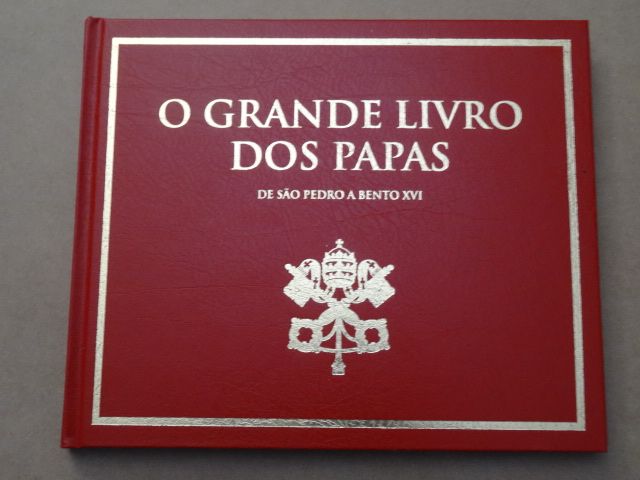 O GRANDE LIVRO
DOS PAPAS
DE SÃO PEDRO A BENTO XVI